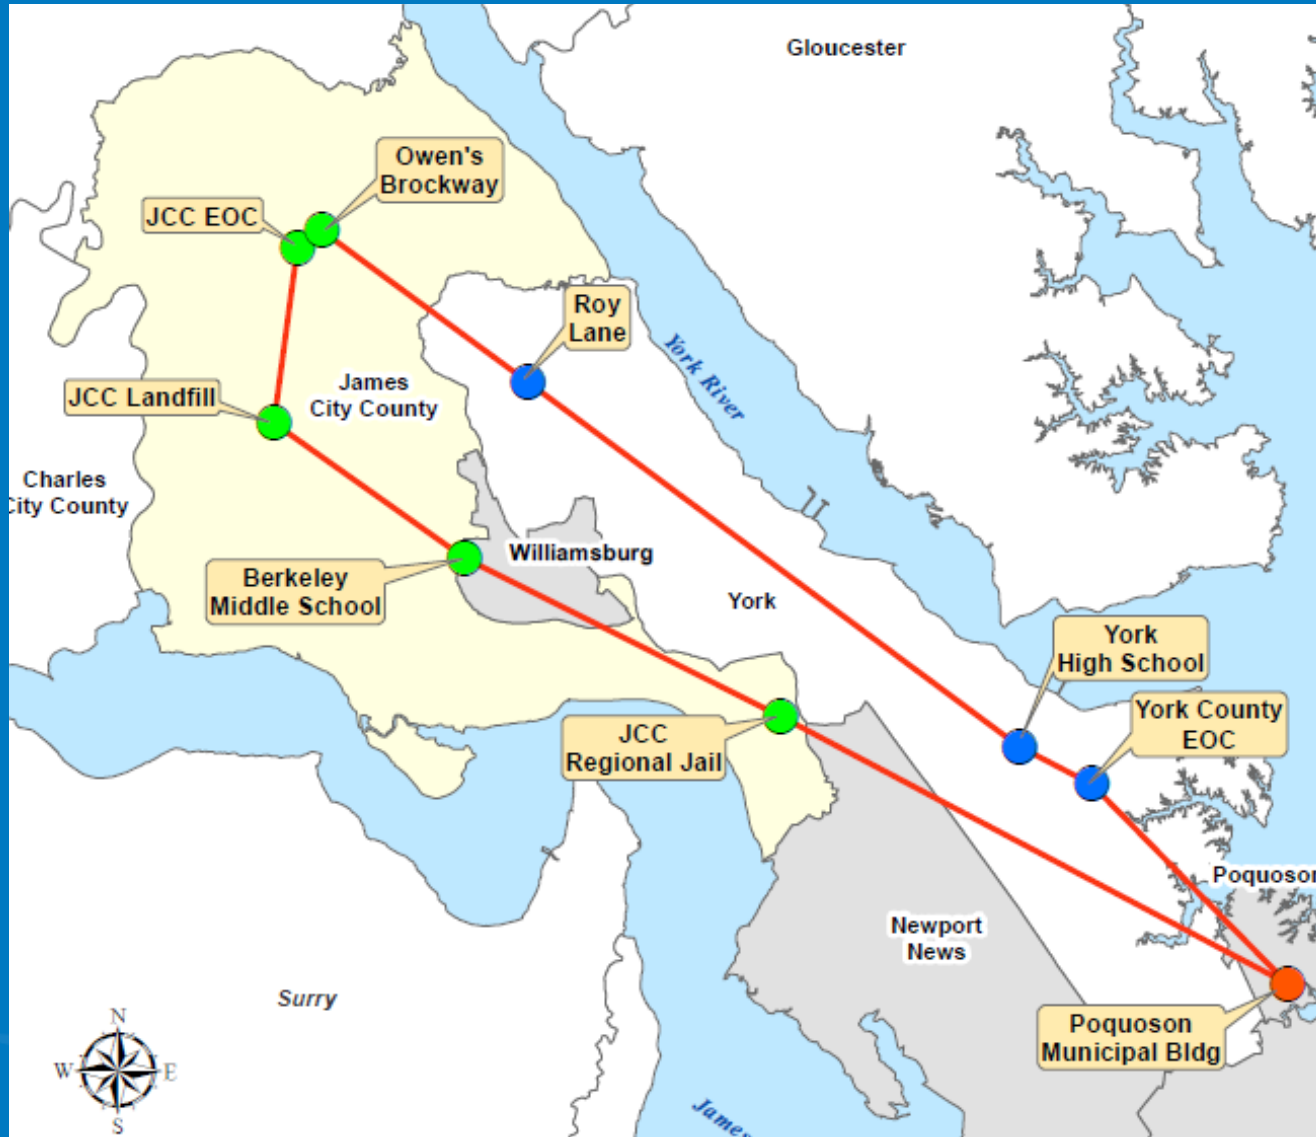 Gloucester
Owen's
Brockway
JCC EOC
Roy
Lane
York River
James
City County
JCC Landfill
Charles
City County
Williamsburg
Berkeley
Middle School
York
York
High School
York County
EOC
JCC
Regional Jail
Poquoson
Newport
News
Surry
Poquoson
Municipal Bldg
N
W E
S
James